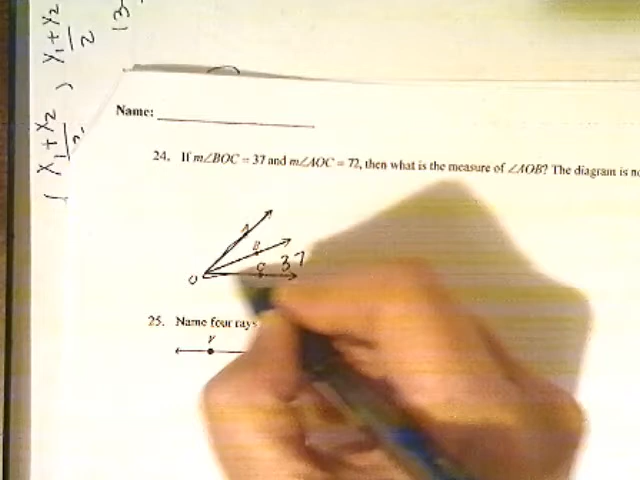 13
( x₁+x₂/2 , y₁+y₂/2
Name:
24. If m∠BOC = 37 and m∠AOC = 72, then what is the measure of ∠AOB? The diagram is
A
B
C 37
O
25. Name four rays
V